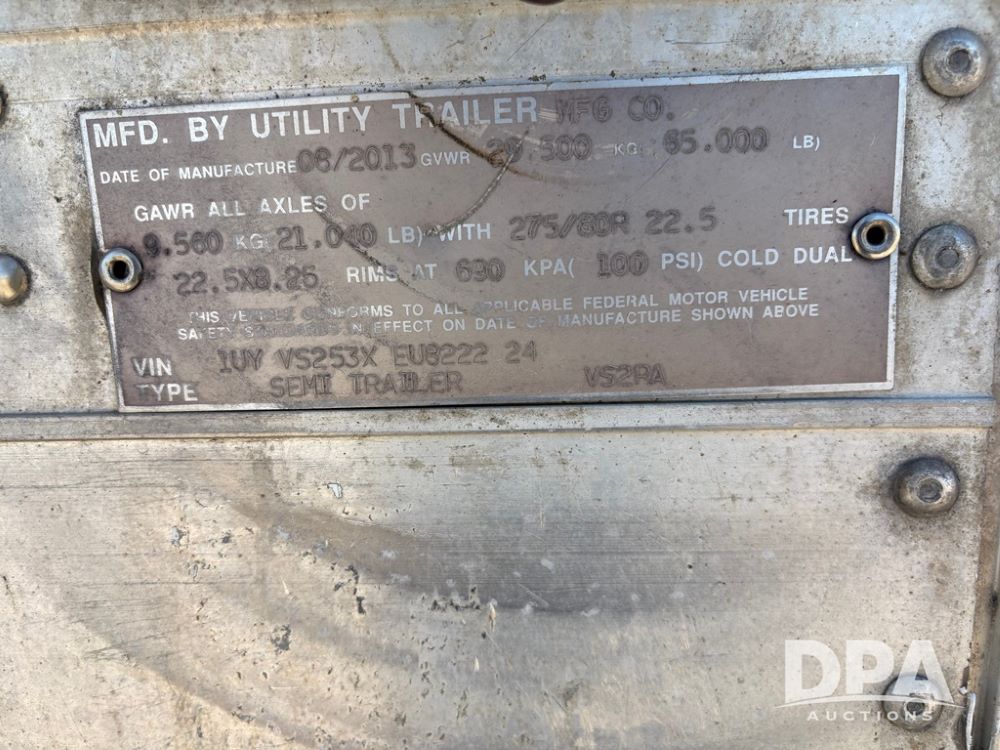 MFD. BY UTILITY TRAILER MFG CO.
DATE OF MANUFACTURE 08/2013 GVWR 29.500 KG 65.000 LB)
GAWR ALL AXLES OF
9.560 KG 21.040 LB) WITH 275/80R 22.5 TIRES
22.5X8.25 RIMS AT 690 KPA( 100 PSI) COLD DUAL
THIS VEHICLE CONFORMS TO ALL APPLICABLE FEDERAL MOTOR VEHICLE
SAFETY STANDARDS IN EFFECT ON DATE OF MANUFACTURE SHOWN ABOVE
VIN 1UY VS253X EU8222 24
TYPE SEMI TRAILER VS2RA
DPA
AUCTIONS